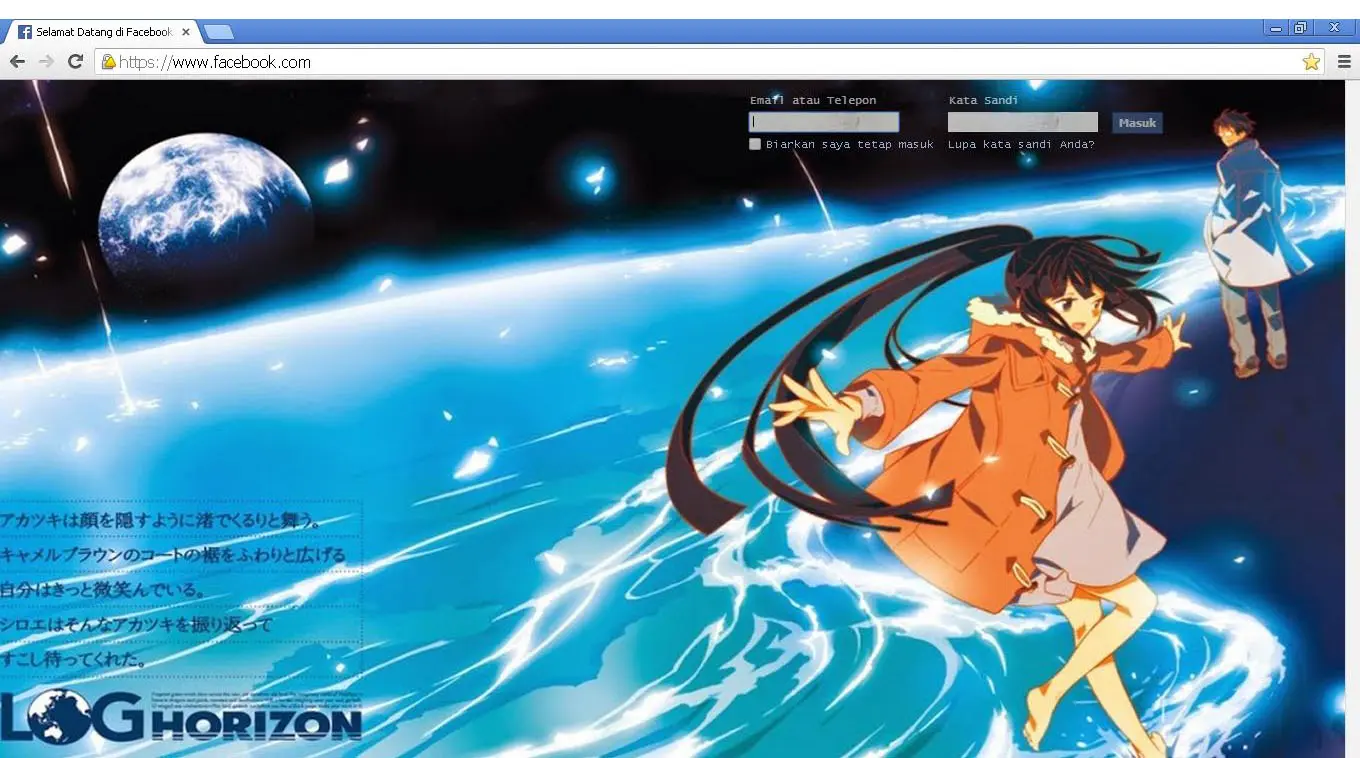 Selamat Datang di Facebook
https://www.facebook.com
Email atau Telepon
Kata Sandi
Masuk
Biarkan saya tetap masuk
Lupa kata sandi Anda?
アカツキは顔を隠すように渚でくるりと舞う。
キャメルブラウンのコートの裾をふわりと広げる
自分はきっと微笑んでいる。
シロエはそんなアカツキを振り返って
すこし待ってくれた。
LOG HORIZON